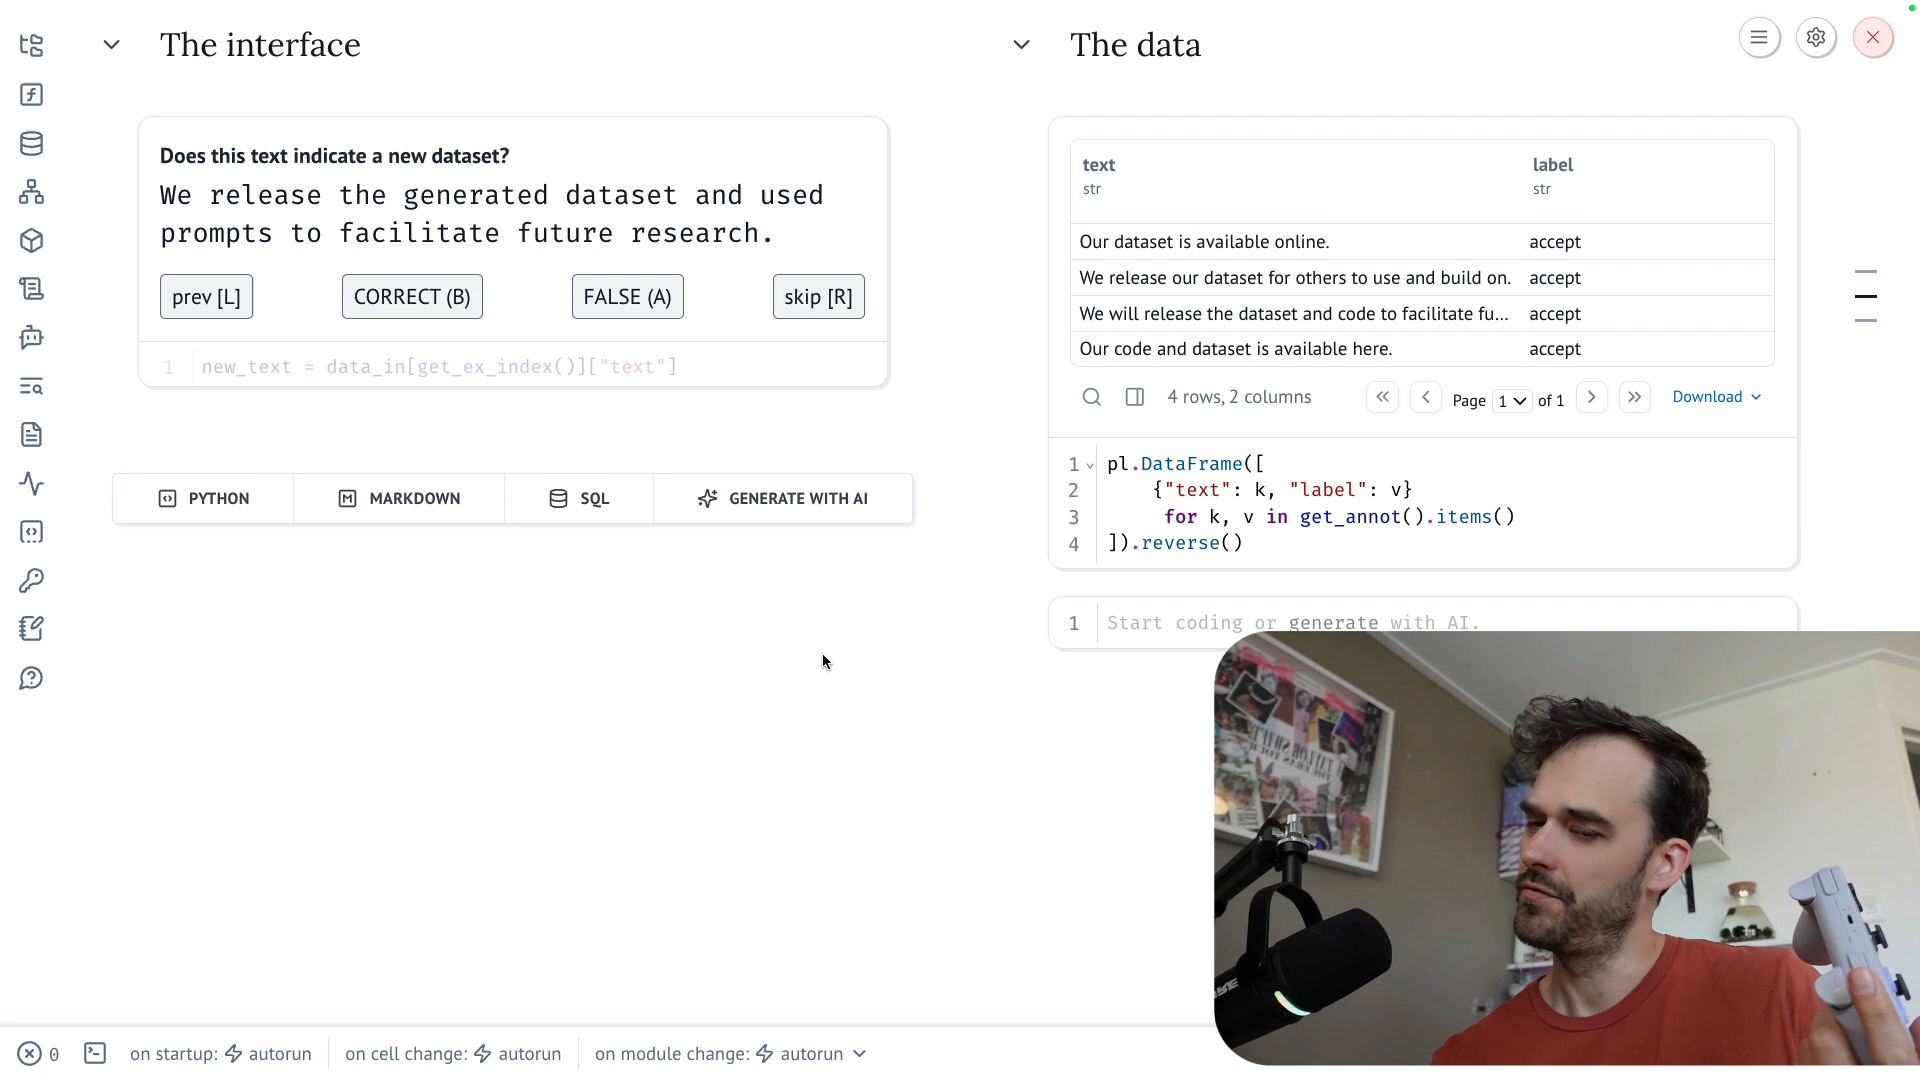 The interface
Does this text indicate a new dataset?
We release the generated dataset and used
prompts to facilitate future research.
prev [L]
CORRECT (B)
FALSE (A)
skip [R]
1 new_text = data_in[get_ex_index()]["text"]
PYTHON
MARKDOWN
SQL
GENERATE WITH AI
The data
text
label
str
str
Our dataset is available online. accept
We release our dataset for others to use and build on. accept
We will release the dataset and code to facilitate fu... accept
Our code and dataset is available here. accept
4 rows, 2 columns
Page 1 of 1
Download
1 pl.DataFrame([
2 {"text": k, "label": v}
3 for k, v in get_annot().items()
4 ]).reverse()
1 Start coding or generate with AI.
TAYLOR SWIFT
THE ERAS TOUR
0
on startup: autorun
on cell change: autorun
on module change: autorun